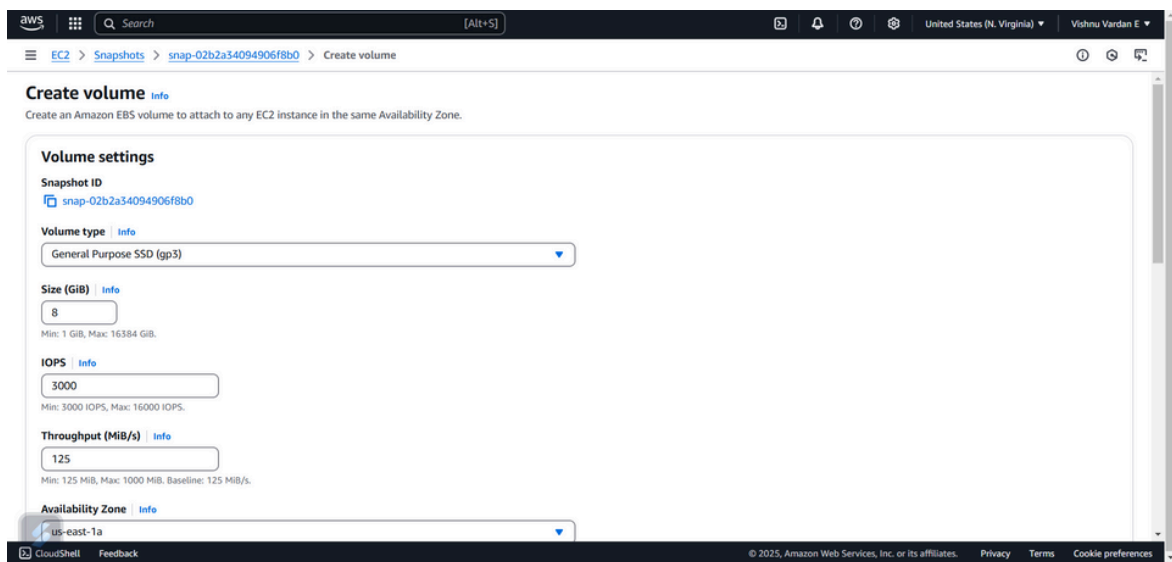 aws Search [Alt+S] United States (N. Virginia) Vishnu Vardan E
EC2 > Snapshots > snap-02b2a34094906f8b0 > Create volume
Create volume Info
Create an Amazon EBS volume to attach to any EC2 instance in the same Availability Zone.
Volume settings
Snapshot ID
snap-02b2a34094906f8b0
Volume type Info
General Purpose SSD (gp3)
Size (GiB) Info
8
Min: 1 GiB, Max: 16384 GiB.
IOPS Info
3000
Min: 3000 IOPS, Max: 16000 IOPS.
Throughput (MiB/s) Info
125
Min: 125 MiB, Max: 1000 MiB. Baseline: 125 MiB/s.
Availability Zone Info
us-east-1a
CloudShell Feedback © 2025, Amazon Web Services, Inc. or its affiliates. Privacy Terms Cookie preferences